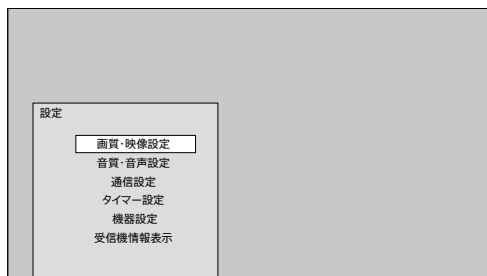 設定
画質・映像設定
音質・音声設定
通信設定
タイマー設定
機器設定
受信機情報表示